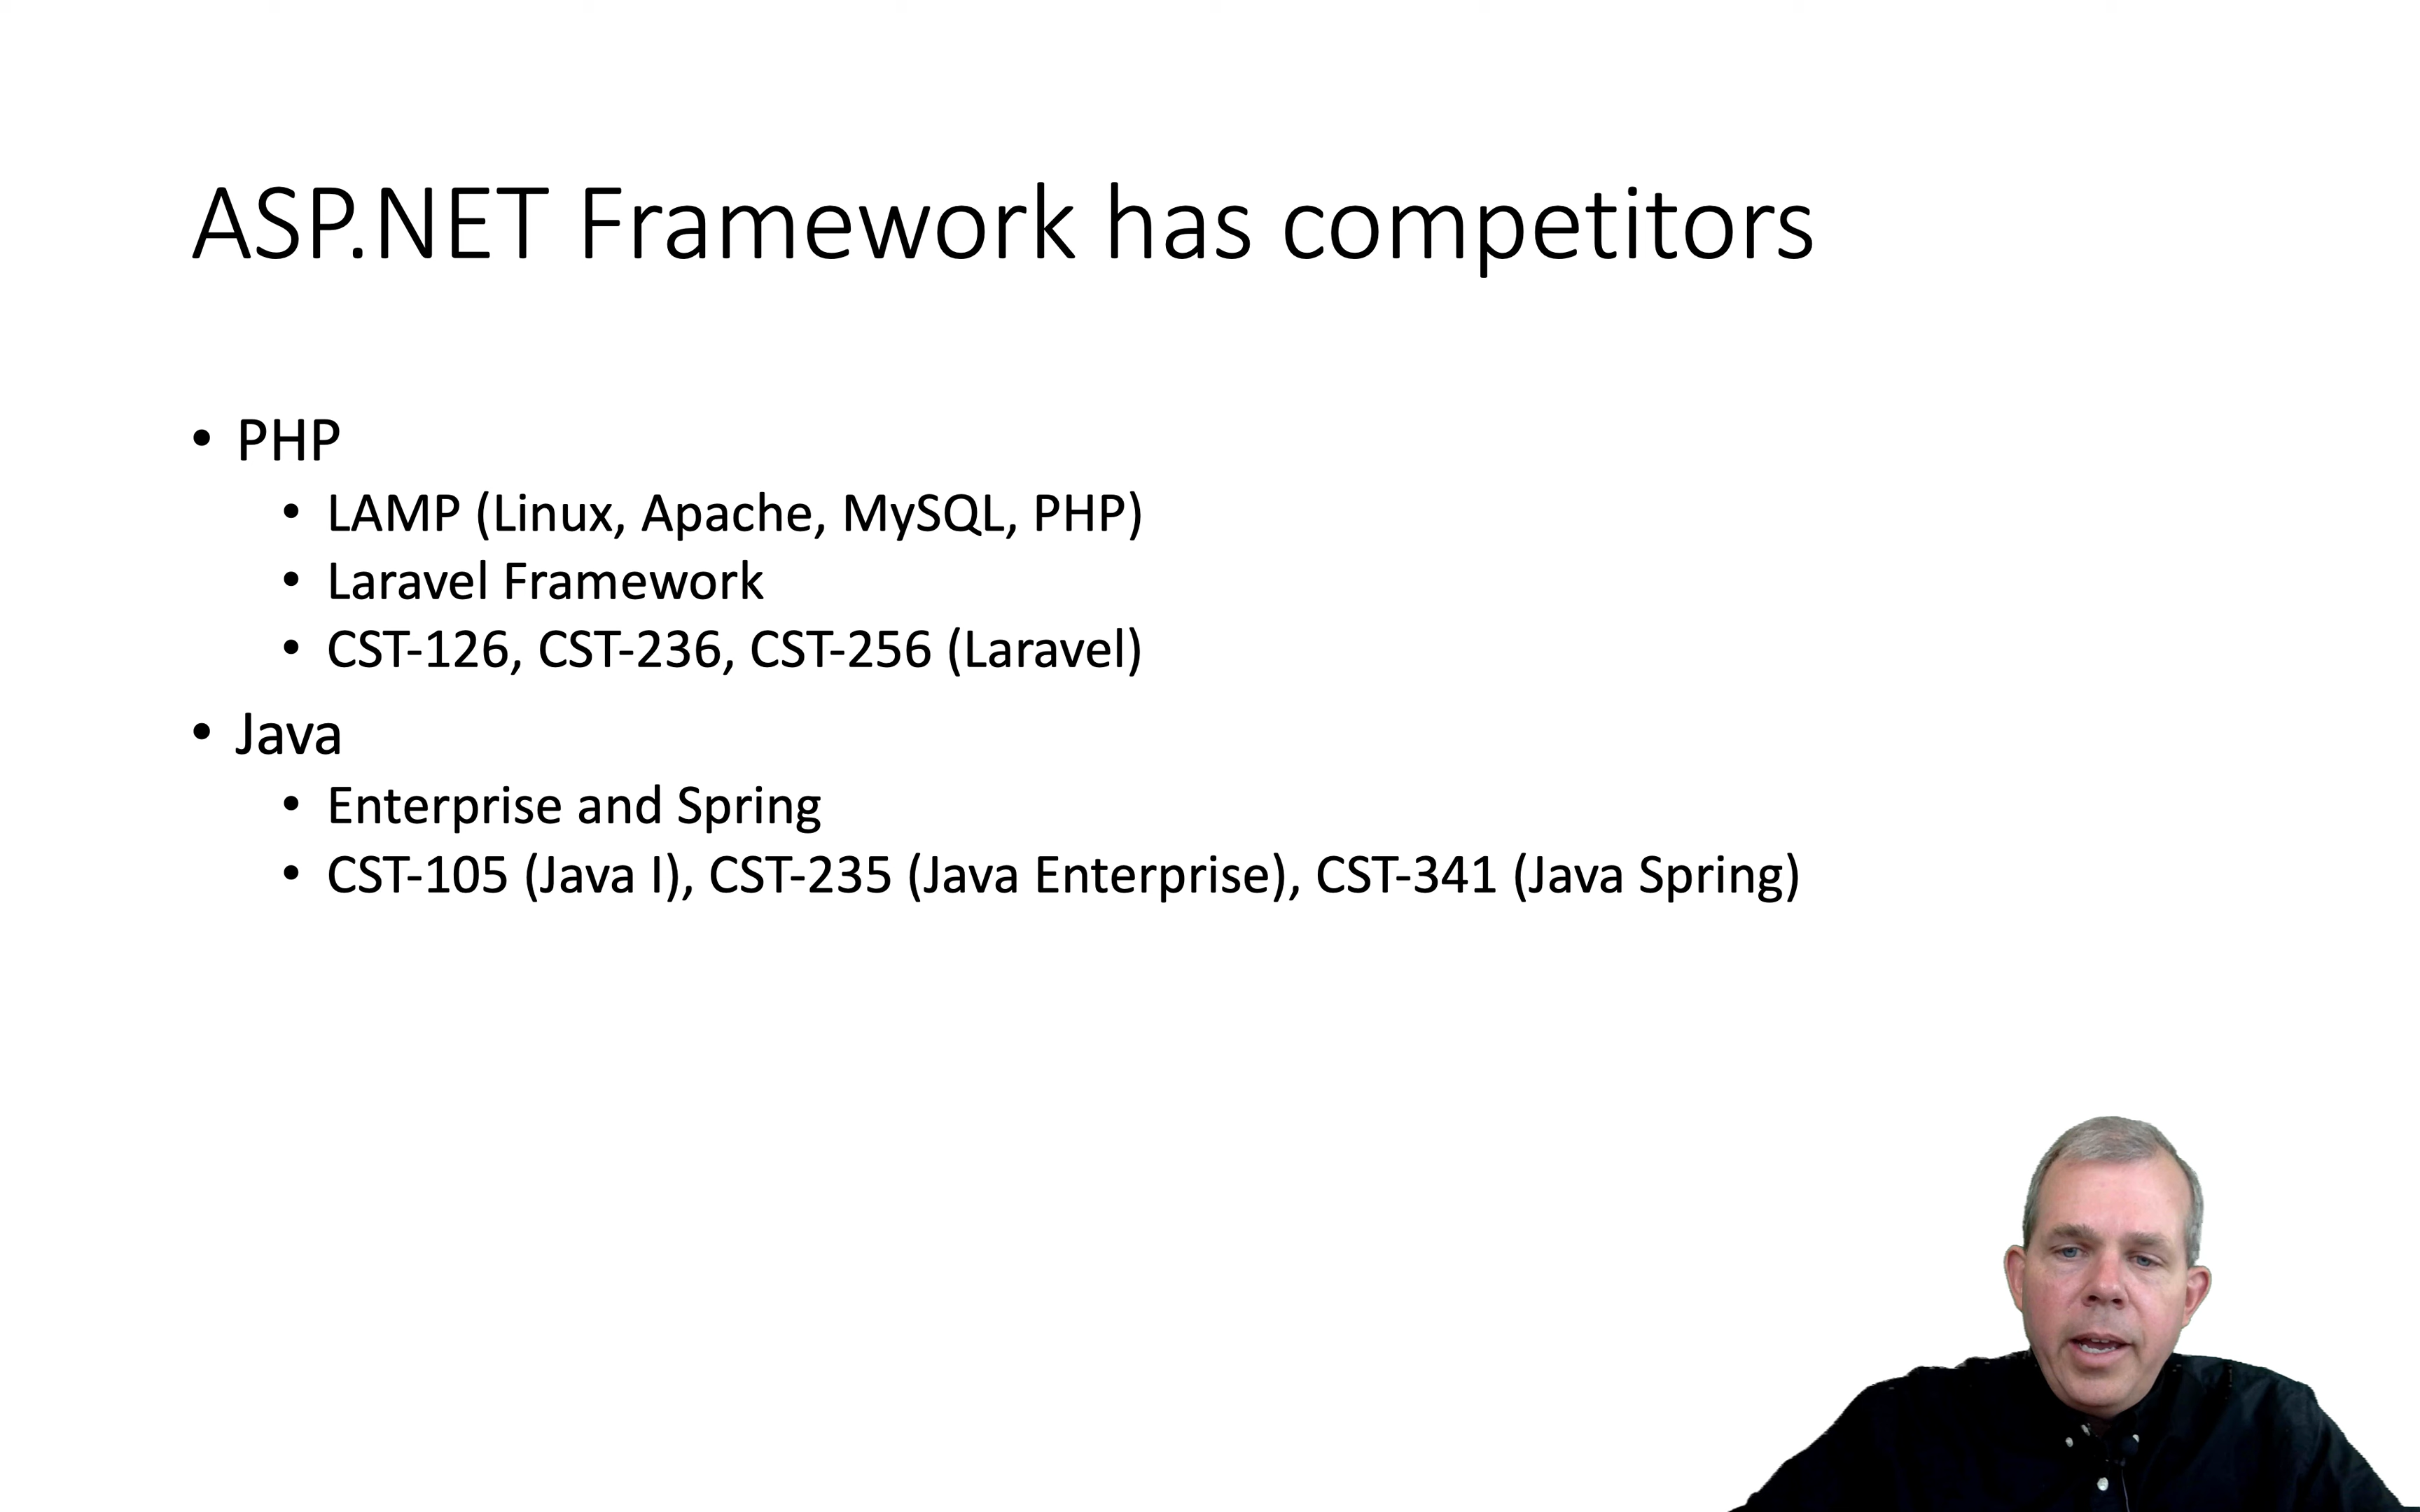 ASP.NET Framework has competitors
• PHP
• LAMP (Linux, Apache, MySQL, PHP)
• Laravel Framework
• CST-126, CST-236, CST-256 (Laravel)
• Java
• Enterprise and Spring
• CST-105 (Java I), CST-235 (Java Enterprise), CST-341 (Java Spring)